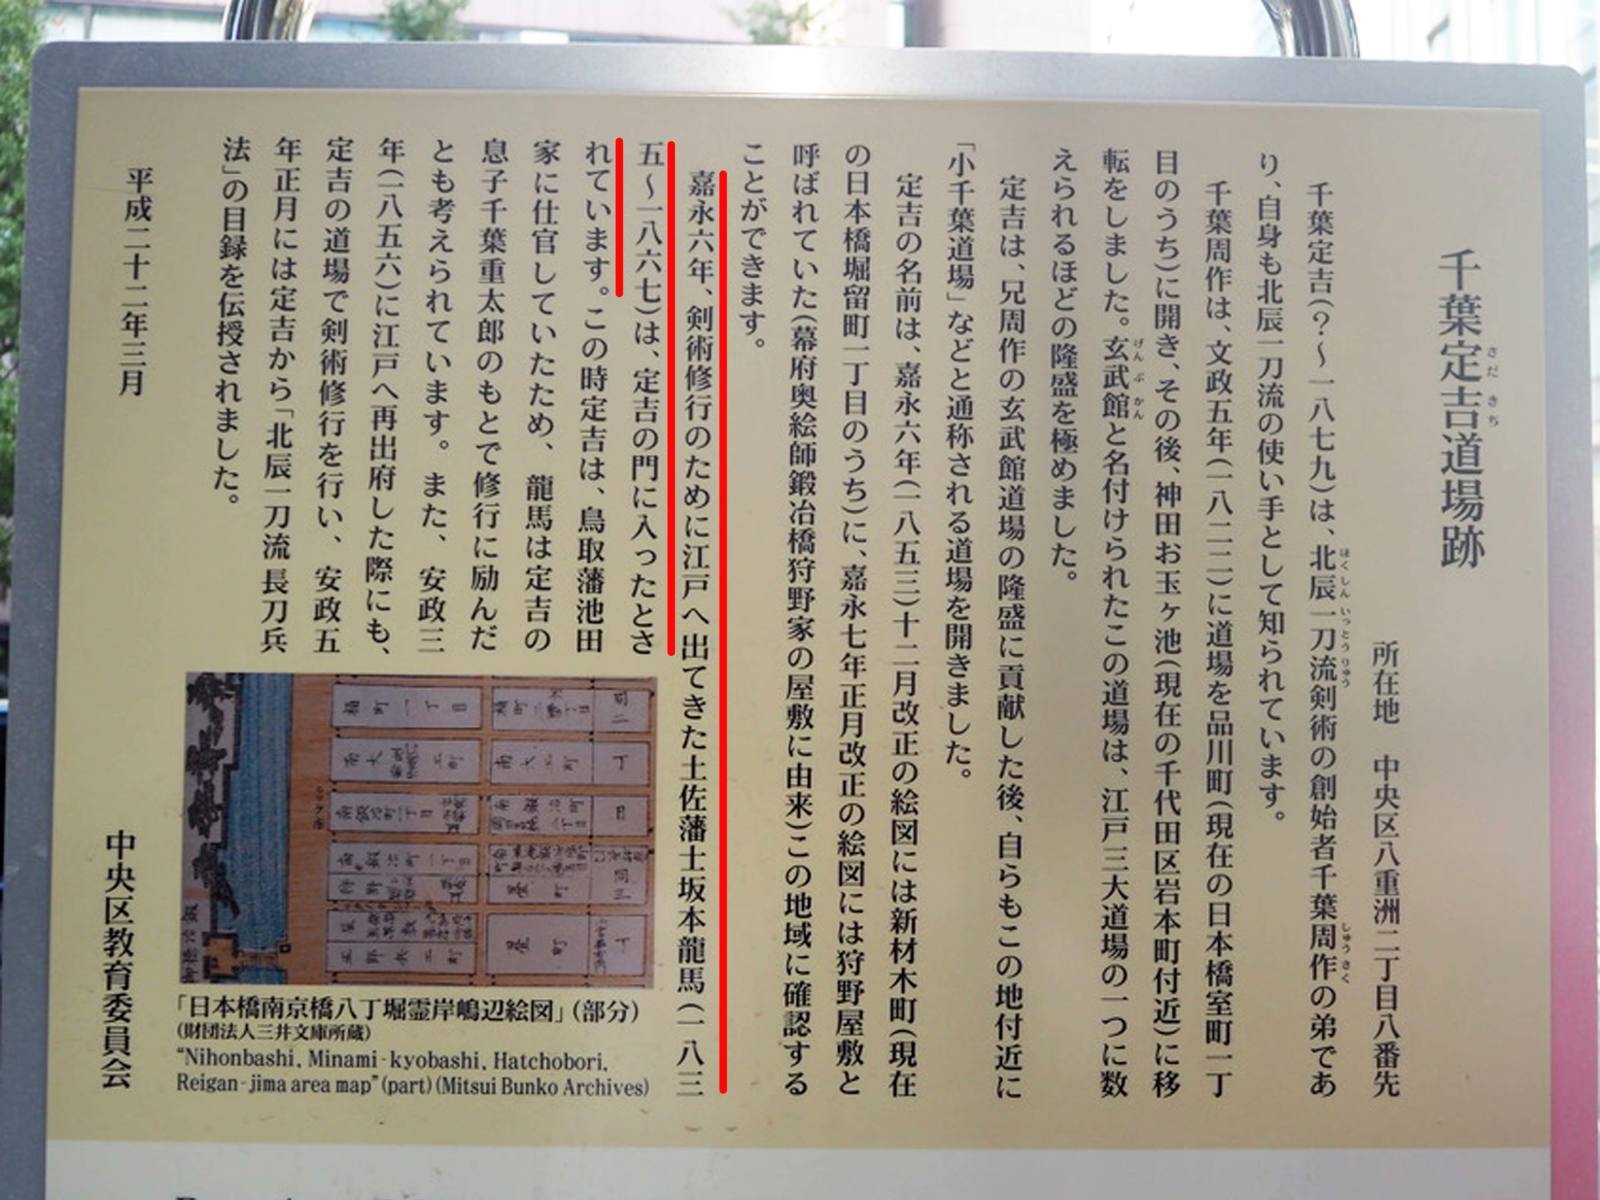 千葉定吉道場跡
さだきち
所在地　中央区八重洲二丁目八番先
千葉定吉(？〜一八七九)は、北辰一刀流剣術の創始者千葉周作の弟であ
ほくしんいっとうりゅう
しゅうさく
り、自身も北辰一刀流の使い手として知られています。
千葉周作は、文政五年(一八二二)に道場を品川町(現在の日本橋室町一丁
目のうち)に開き、その後、神田お玉ヶ池(現在の千代田区岩本町付近)に移
転をしました。玄武館と名付けられたこの道場は、江戸三大道場の一つに数
げんぶかん
えられるほどの隆盛を極めました。
定吉は、兄周作の玄武館道場の隆盛に貢献した後、自らもこの地付近に
「小千葉道場」などと通称される道場を開きました。
定吉の名前は、嘉永六年(一八五三)十二月改正の絵図には新材木町(現在
の日本橋堀留町一丁目のうち)に、嘉永七年正月改正の絵図には狩野屋敷と
呼ばれていた(幕府奥絵師鍛冶橋狩野家の屋敷に由来)この地域に確認する
ことができます。
嘉永六年、剣術修行のために江戸へ出てきた土佐藩士坂本龍馬(一八三
五〜一八六七)は、定吉の門に入ったとさ
れています。この時定吉は、鳥取藩池田
家に仕官していたため、龍馬は定吉の
息子千葉重太郎のもとで修行に励んだ
とも考えられています。また、安政三
年(一八五六)に江戸へ再出府した際にも、
定吉の道場で剣術修行を行い、安政五
年正月には定吉から「北辰一刀流長刀兵
法」の目録を伝授されました。
平成二十二年三月
中央区教育委員会
「日本橋南京橋八丁堀霊岸嶋辺絵図」(部分)
(財団法人三井文庫所蔵)
"Nihonbashi, Minami-kyobashi, Hatchobori,
Reigan-jima area map" (part) (Mitsui Bunko Archives)